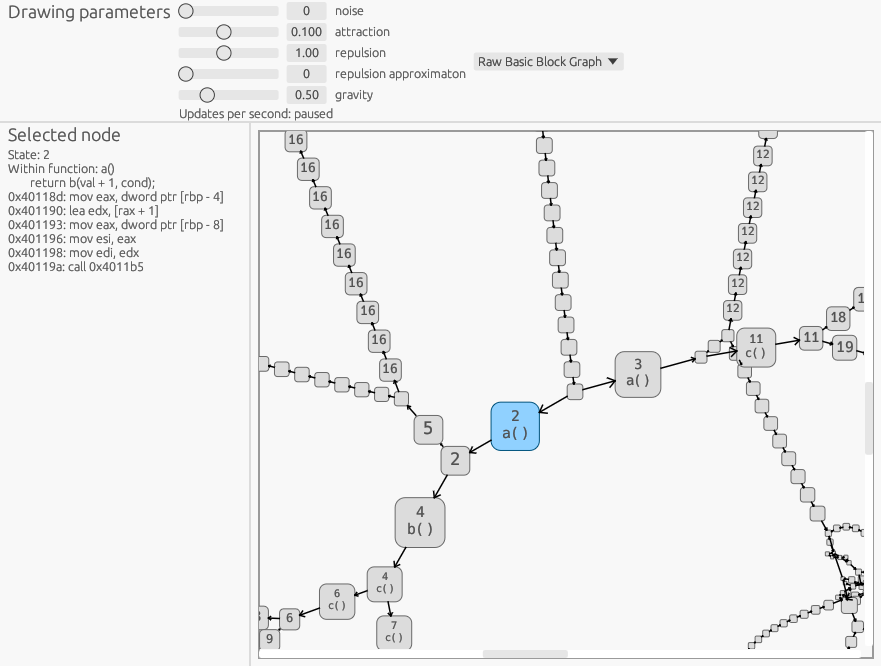 Drawing parameters
0 noise
0.100 attraction
1.00 repulsion
0 repulsion approximaton
0.50 gravity
Raw Basic Block Graph
Updates per second: paused
Selected node
State: 2
Within function: a()
return b(val + 1, cond);
0x40118d: mov eax, dword ptr [rbp - 4]
0x401190: lea edx, [rax + 1]
0x401193: mov eax, dword ptr [rbp - 8]
0x401196: mov esi, eax
0x401198: mov edi, edx
0x40119a: call 0x4011b5
16
16
16
16
16
16
16
16
16
12
12
12
12
12
12
12
11
c()
11
18
19
3
a()
2
a()
5
2
4
b()
4
c()
6
c()
7
c()
6
9